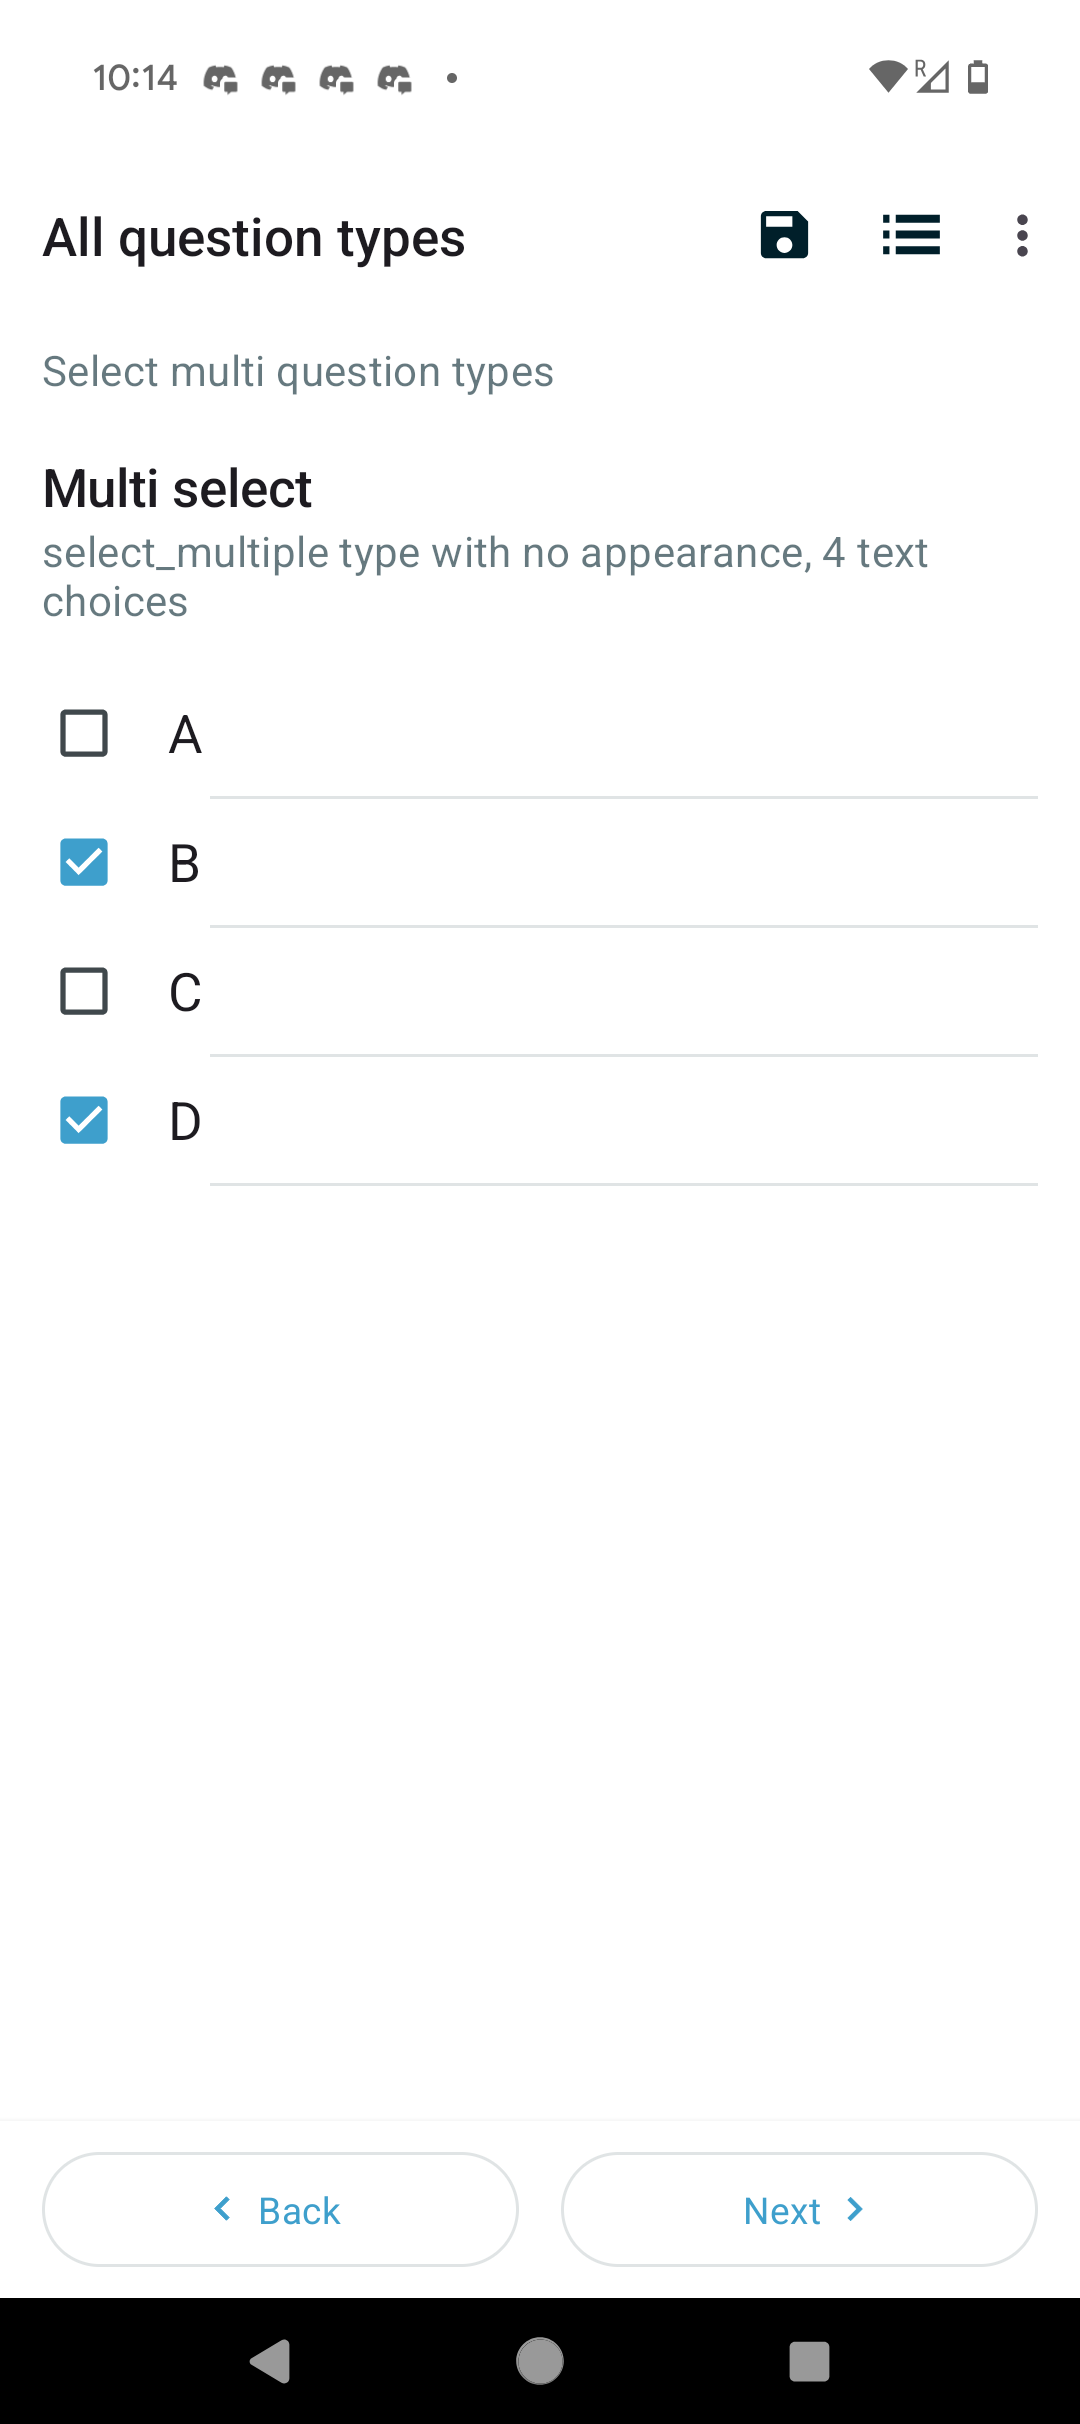 10:14
R
All question types
Select multi question types
Multi select
select_multiple type with no appearance, 4 text
choices
A
B
C
D
Back
Next